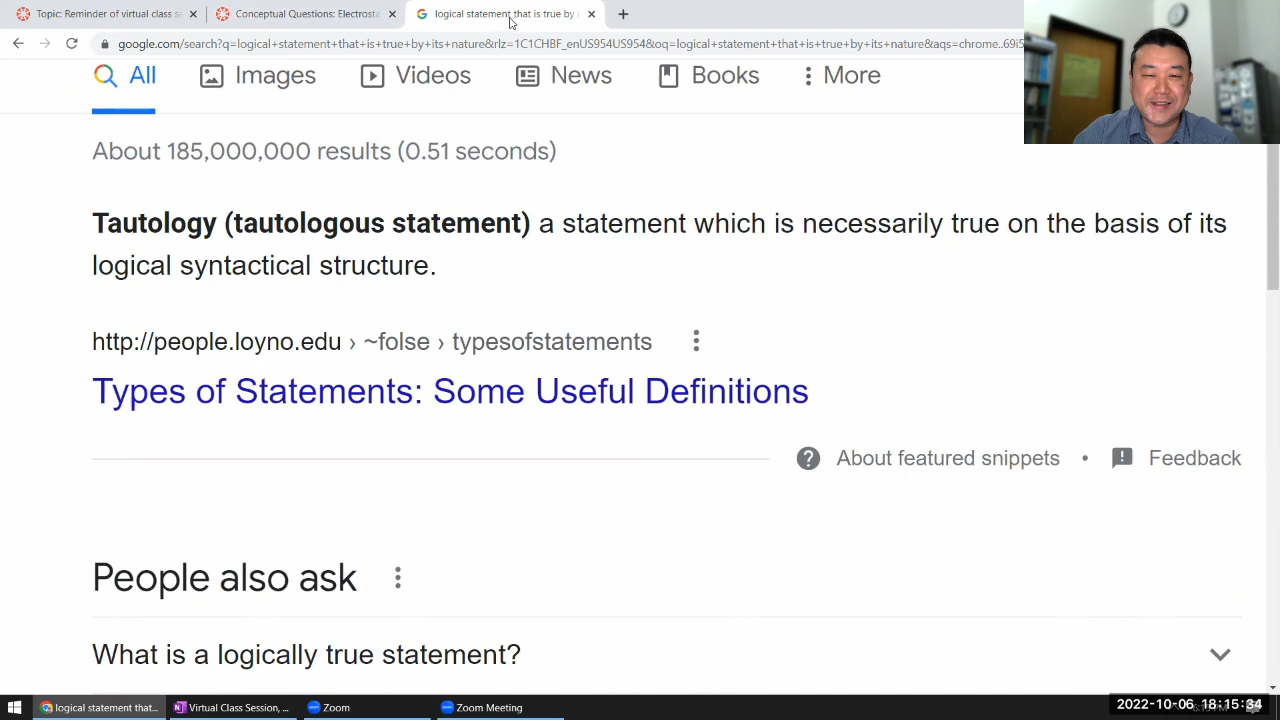 Topic: Reminder of virtual class s
Conceptual Questions: Electrosta
logical statement that is true by
google.com/search?q=logical+statement+that+is+true+by+its+nature&rlz=1C1CHBF_enUS954US954&oq=logical+statement+that+is+true+by+its+nature&aqs=chrome..69i5
All
Images
Videos
News
Books
More
About 185,000,000 results (0.51 seconds)
Tautology (tautologous statement) a statement which is necessarily true on the basis of its
logical syntactical structure.
http://people.loyno.edu › ~folse › typesofstatements
Types of Statements: Some Useful Definitions
About featured snippets • Feedback
People also ask
What is a logically true statement?
logical statement that...
Virtual Class Session, ...
Zoom
Zoom Meeting
2022-10-06 18:15:34